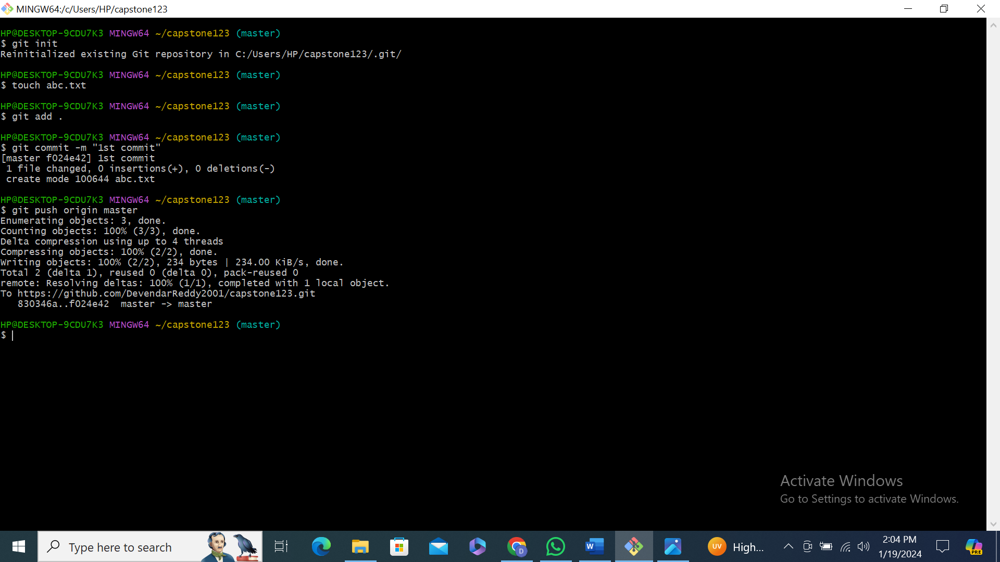 MINGW64:/c/Users/HP/capstone123
HP@DESKTOP-9CDU7K3 MINGW64 ~/capstone123 (master)
$ git init
Reinitialized existing Git repository in C:/Users/HP/capstone123/.git/
HP@DESKTOP-9CDU7K3 MINGW64 ~/capstone123 (master)
$ touch abc.txt
HP@DESKTOP-9CDU7K3 MINGW64 ~/capstone123 (master)
$ git add .
HP@DESKTOP-9CDU7K3 MINGW64 ~/capstone123 (master)
$ git commit -m "1st commit"
[master f024e42] 1st commit
 1 file changed, 0 insertions(+), 0 deletions(-)
 create mode 100644 abc.txt
HP@DESKTOP-9CDU7K3 MINGW64 ~/capstone123 (master)
$ git push origin master
Enumerating objects: 3, done.
Counting objects: 100% (3/3), done.
Delta compression using up to 4 threads
Compressing objects: 100% (2/2), done.
Writing objects: 100% (2/2), 234 bytes | 234.00 KiB/s, done.
Total 2 (delta 1), reused 0 (delta 0), pack-reused 0
remote: Resolving deltas: 100% (1/1), completed with 1 local object.
To https://github.com/DevendarReddy2001/capstone123.git
   830346a..f024e42  master -> master
HP@DESKTOP-9CDU7K3 MINGW64 ~/capstone123 (master)
$
Activate Windows
Go to Settings to activate Windows.
Type here to search
D
W
UV
High...
2:04 PM
1/19/2024
PRE